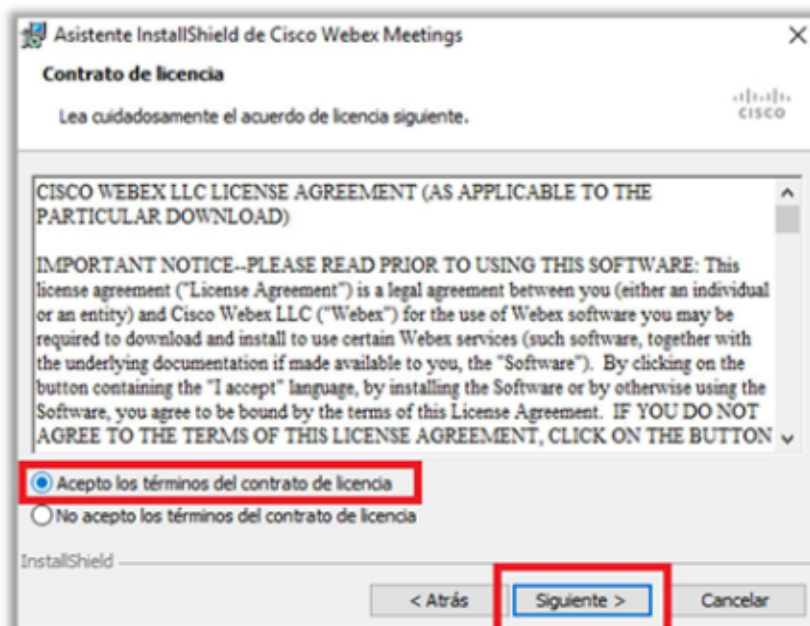 Asistente InstallShield de Cisco Webex Meetings
Contrato de licencia
Lea cuidadosamente el acuerdo de licencia siguiente.
CISCO
CISCO WEBEX LLC LICENSE AGREEMENT (AS APPLICABLE TO THE
PARTICULAR DOWNLOAD)
IMPORTANT NOTICE--PLEASE READ PRIOR TO USING THIS SOFTWARE: This
license agreement ("License Agreement") is a legal agreement between you (either an individual
or an entity) and Cisco Webex LLC ("Webex") for the use of Webex software you may be
required to download and install to use certain Webex services (such software, together with
the underlying documentation if made available to you, the "Software"). By clicking on the
button containing the "I accept" language, by installing the Software or by otherwise using the
Software, you agree to be bound by the terms of this License Agreement. IF YOU DO NOT
AGREE TO THE TERMS OF THIS LICENSE AGREEMENT, CLICK ON THE BUTTON
Acepto los términos del contrato de licencia
No acepto los términos del contrato de licencia
InstallShield
< Atrás
Siguiente >
Cancelar